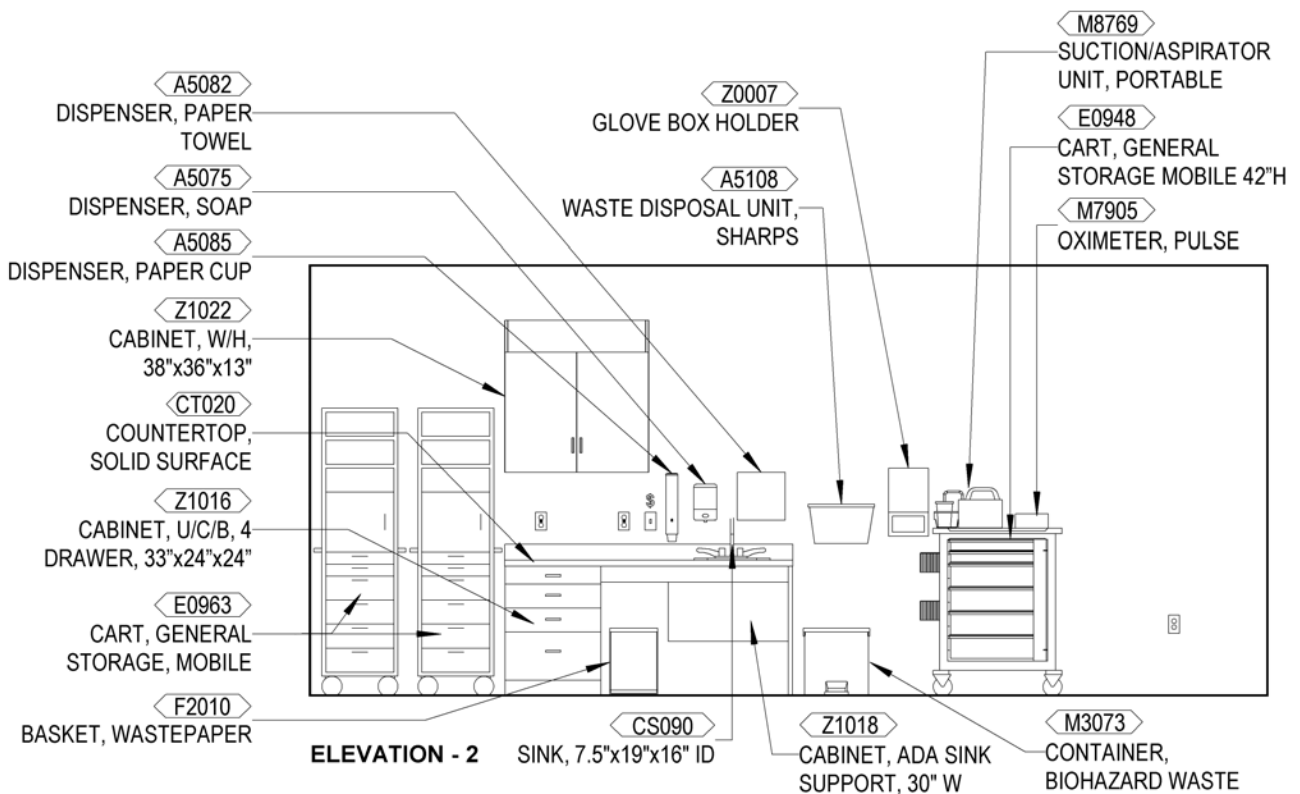 A5082
DISPENSER, PAPER
TOWEL
A5075
DISPENSER, SOAP
A5085
DISPENSER, PAPER CUP
Z1022
CABINET, W/H,
38"x36"x13"
CT020
COUNTERTOP,
SOLID SURFACE
Z1016
CABINET, U/C/B, 4
DRAWER, 33”x24"x24"
E0963
CART, GENERAL
STORAGE, MOBILE
F2010
BASKET, WASTEPAPER
Z0007
GLOVE BOX HOLDER
A5108
WASTE DISPOSAL UNIT,
SHARPS
M8769
SUCTION/ASPIRATOR
UNIT, PORTABLE
E0948
CART, GENERAL
STORAGE MOBILE 42”H
M7905
OXIMETER, PULSE
ELEVATION - 2
CS090
SINK, 7.5"x19"x16" ID
Z1018
CABINET, ADA SINK
SUPPORT, 30" W
M3073
CONTAINER,
BIOHAZARD WASTE